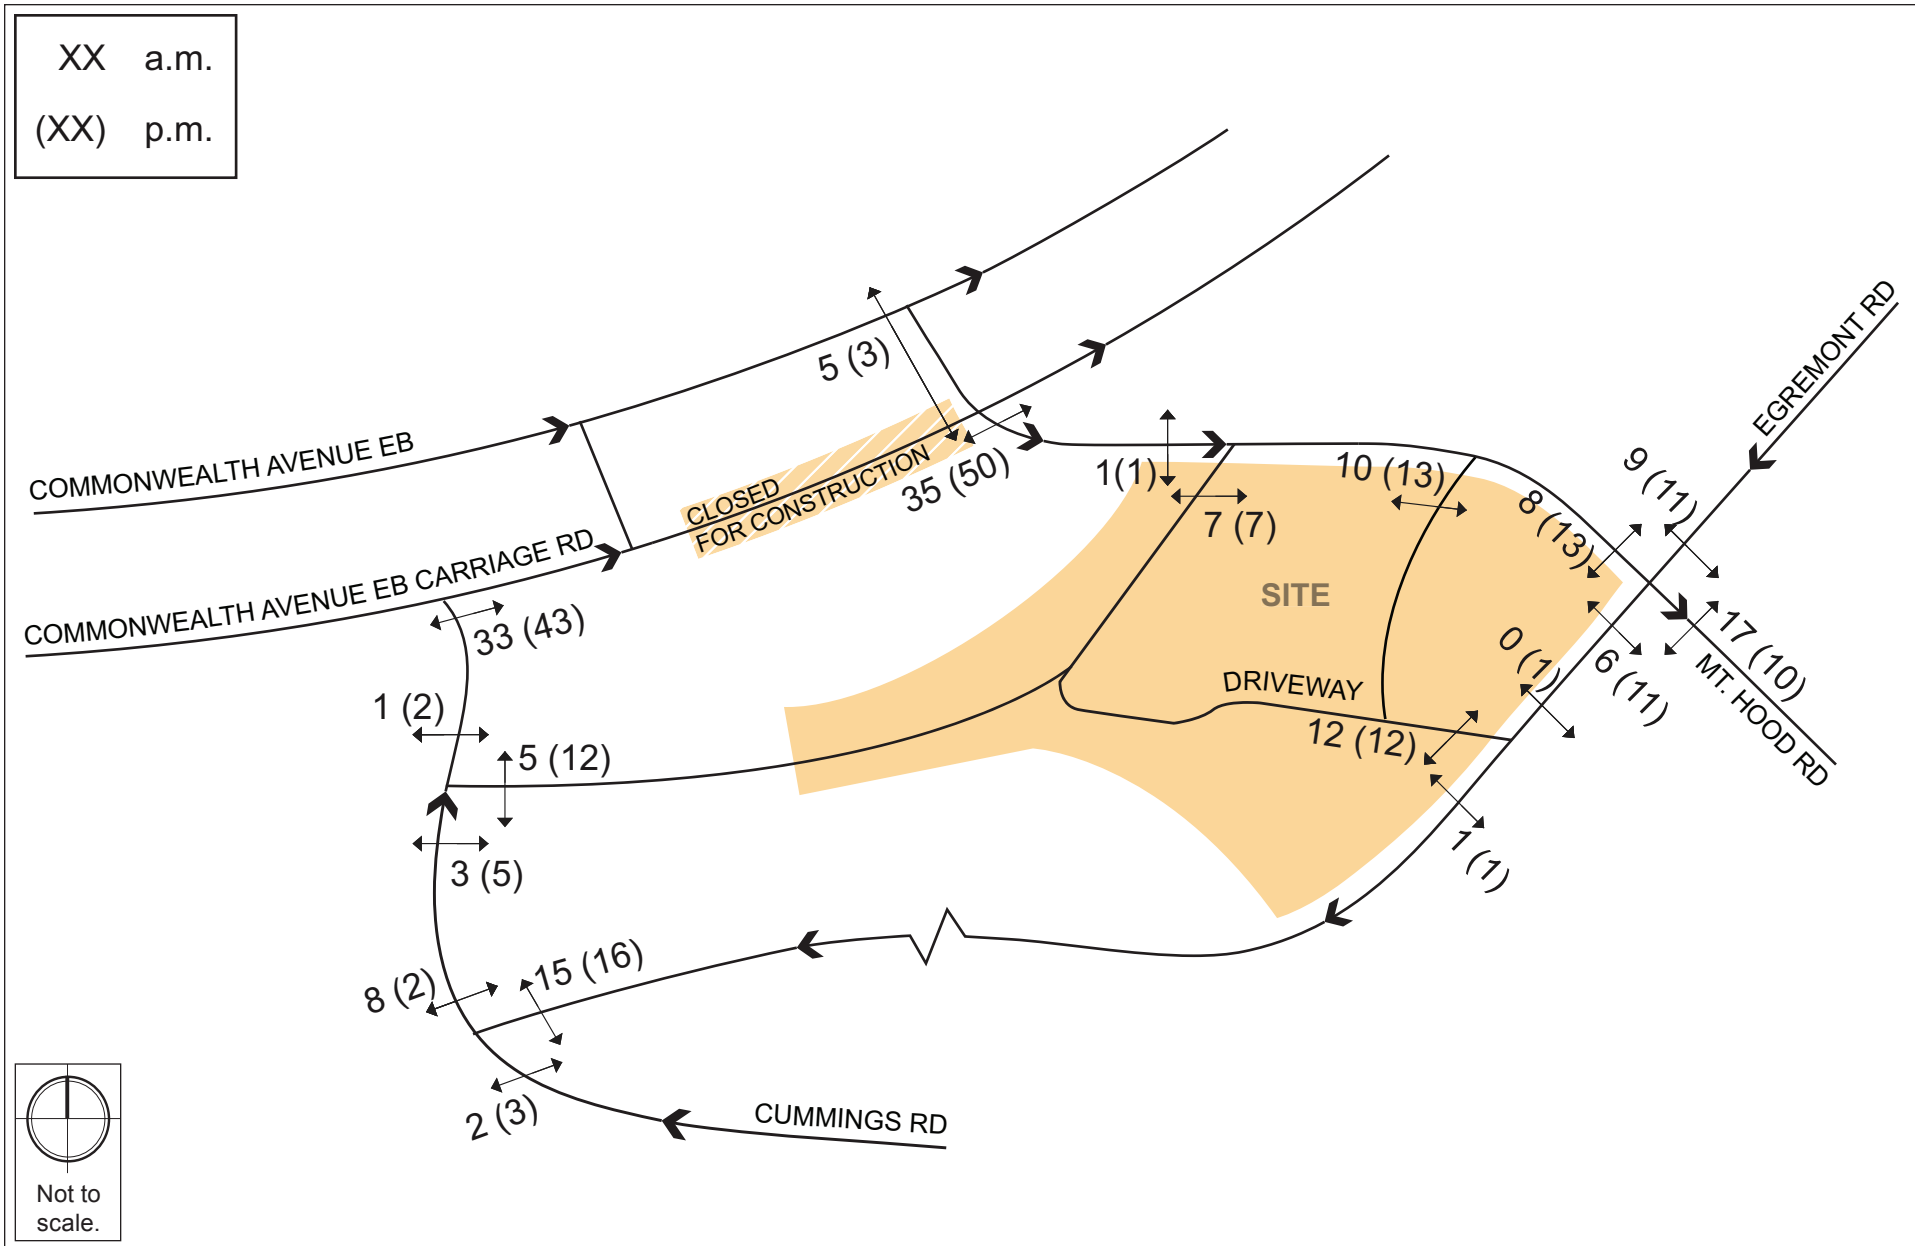 XX a.m.
(XX) p.m.
COMMONWEALTH AVENUE EB
COMMONWEALTH AVENUE EB CARRIAGE RD
CLOSED
FOR CONSTRUCTION
5 (3)
35 (50)
1(1)
7 (7)
10 (13)
8 (13)
9 (11)
EGREMONT RD
17 (10)
MT. HOOD RD
6 (11)
0 (1)
SITE
DRIVEWAY
12 (12)
1 (1)
33 (43)
1 (2)
5 (12)
3 (5)
8 (2)
15 (16)
2 (3)
CUMMINGS RD
Not to
scale.